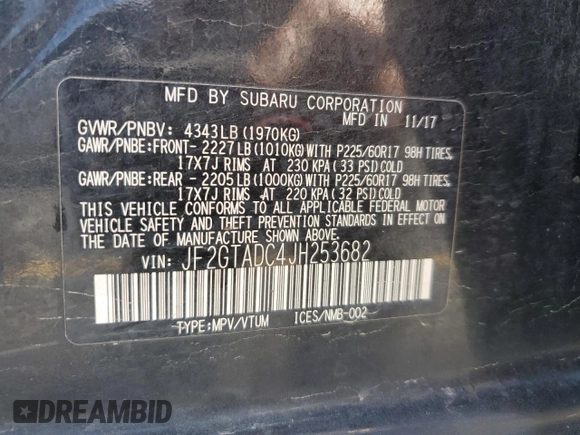 MFD BY SUBARU CORPORATION
GVWR/PNBV: 4343LB(1970KG) MFD IN 11/17
GAWR/PNBE:FRONT- 2227LB(1010KG)WITH P225/60R17 98H TIRES,
17X7J RIMS AT 230 KPA(33 PSI)COLD
GAWR/PNBE:REAR - 2205LB(1000KG)WITH P225/60R17 98H TIRES,
17X7J RIMS AT 220 KPA(32 PSI)COLD
THIS VEHICLE CONFORMS TO ALL APPLICABLE FEDERAL MOTOR
VEHICLE SAFETY AND THEFT PREVENTION STANDARDS IN EFFECT ON
THE DATE OF MANUFACTURE SHOWN ABOVE.
VIN: JF2GTADC4JH253682
TYPE:MPV/VTUM ICES/NMB-002
DREAMBID